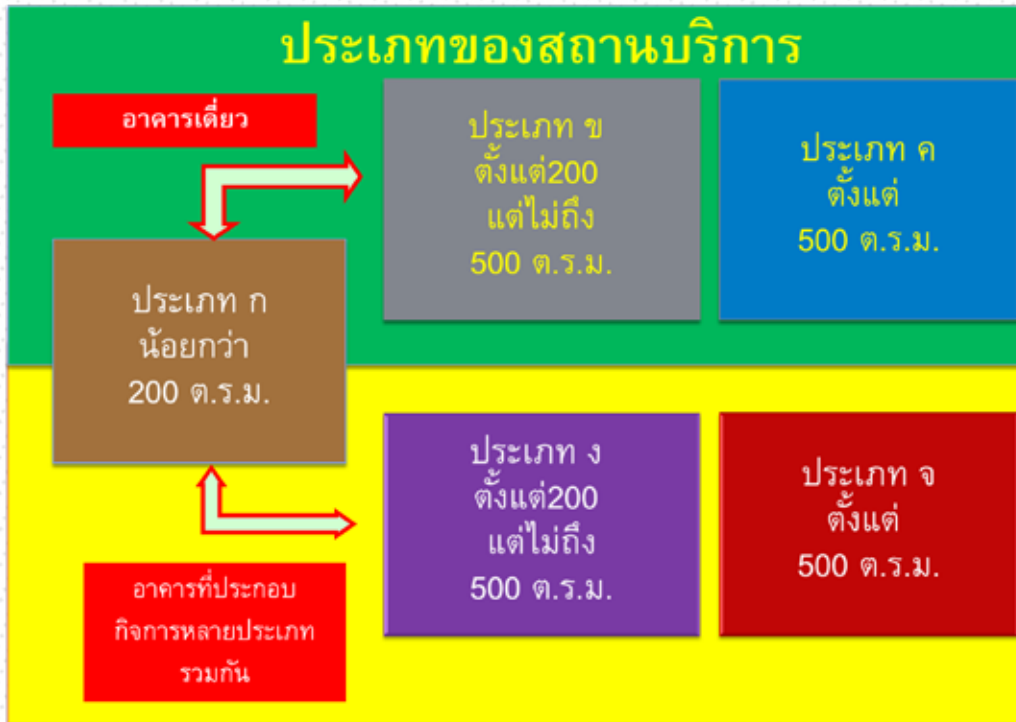 ประเภทของสถานบริการ
อาคารเดี่ยว
ประเภท ข
ตั้งแต่200
แต่ไม่ถึง
500 ต.ร.ม.
ประเภท ค
ตั้งแต่
500 ต.ร.ม.
ประเภท ก
น้อยกว่า
200 ต.ร.ม.
ประเภท ง
ตั้งแต่200
แต่ไม่ถึง
500 ต.ร.ม.
ประเภท จ
ตั้งแต่
500 ต.ร.ม.
อาคารที่ประกอบ
กิจการหลายประเภท
รวมกัน